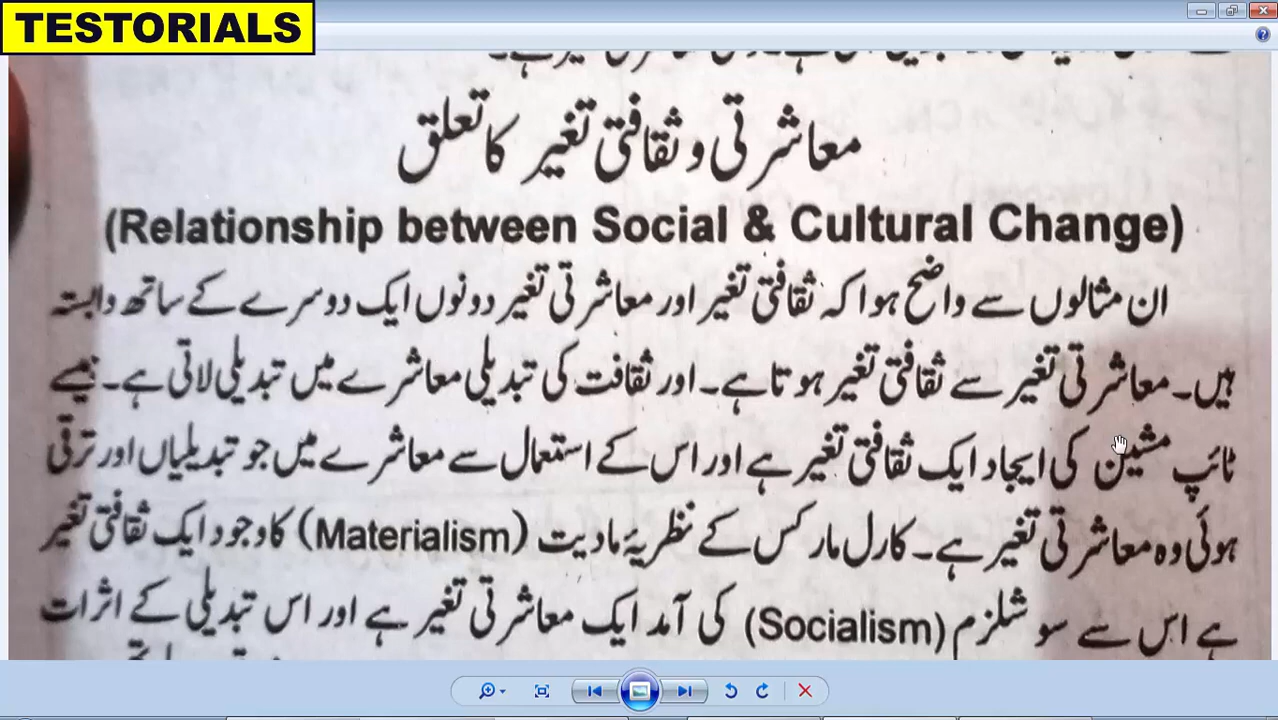 TESTORIALS
معاشرتی و ثقافتی تغیر کا تعلق
(Relationship between Social & Cultural Change)
ان مثالوں سے واضح ہوا کہ ثقافتی تغیر اور معاشرتی تغیر دونوں ایک دوسرے کے ساتھ وابستہ
ہیں۔ معاشرتی تغیر سے ثقافتی تغیر ہوتا ہے۔ اور ثقافت کی تبدیلی معاشرے میں تبدیلی لاتی ہے۔ جیسے
ٹائپ مشین کی ایجاد ایک ثقافتی تغیر ہے اور اس کے استعمال سے معاشرے میں جو تبدیلیاں اور ترقی
ہوئی وہ معاشرتی تغیر ہے۔ کارل مارکس کے نظریۂ مادیت (Materialism) کا وجود ایک ثقافتی تغیر
ہے اس سے سوشلزم (Socialism) کی آمد ایک معاشرتی تغیر ہے اور اس تبدیلی کے اثرات